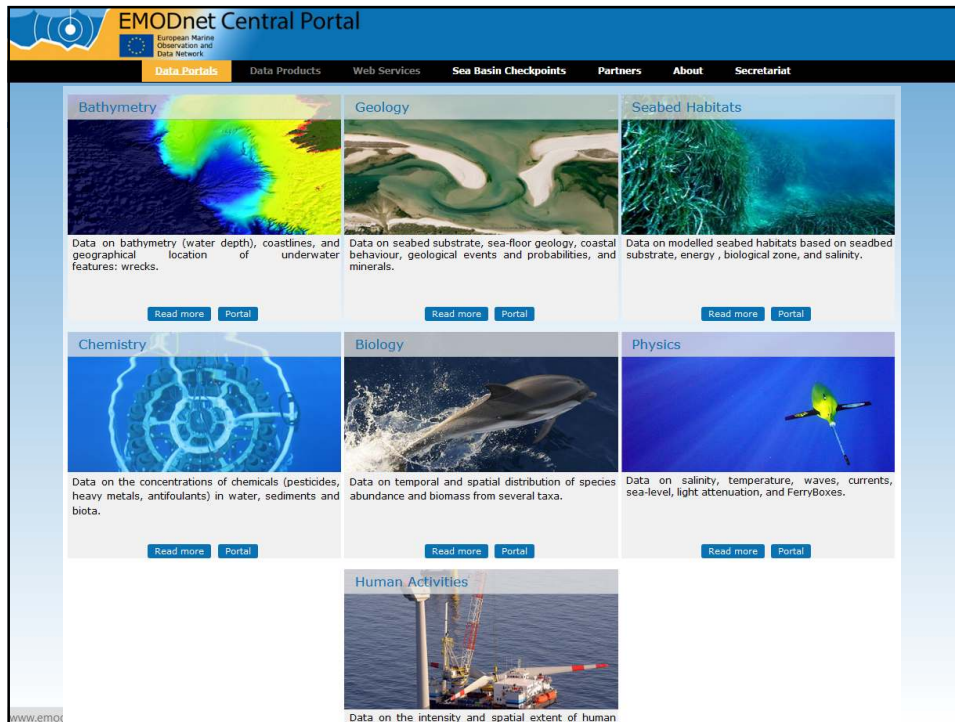 EMODnet Central Portal
European Marine
Observation and
Data Network
Data Portals Data Products Web Services Sea Basin Checkpoints Partners About Secretariat
Bathymetry
Data on bathymetry (water depth), coastlines, and
geographical location of underwater
features: wrecks.
Read more Portal
Geology
Data on seabed substrate, sea-floor geology, coastal
behaviour, geological events and probabilities, and
minerals.
Read more Portal
Seabed Habitats
Data on modelled seabed habitats based on seadbed
substrate, energy , biological zone, and salinity.
Read more Portal
Chemistry
Data on the concentrations of chemicals (pesticides,
heavy metals, antifoulants) in water, sediments and
biota.
Read more Portal
Biology
Data on temporal and spatial distribution of species
abundance and biomass from several taxa.
Read more Portal
Physics
Data on salinity, temperature, waves, currents,
sea-level, light attenuation, and FerryBoxes.
Read more Portal
Human Activities
Data on the intensity and spatial extent of human
www.emod